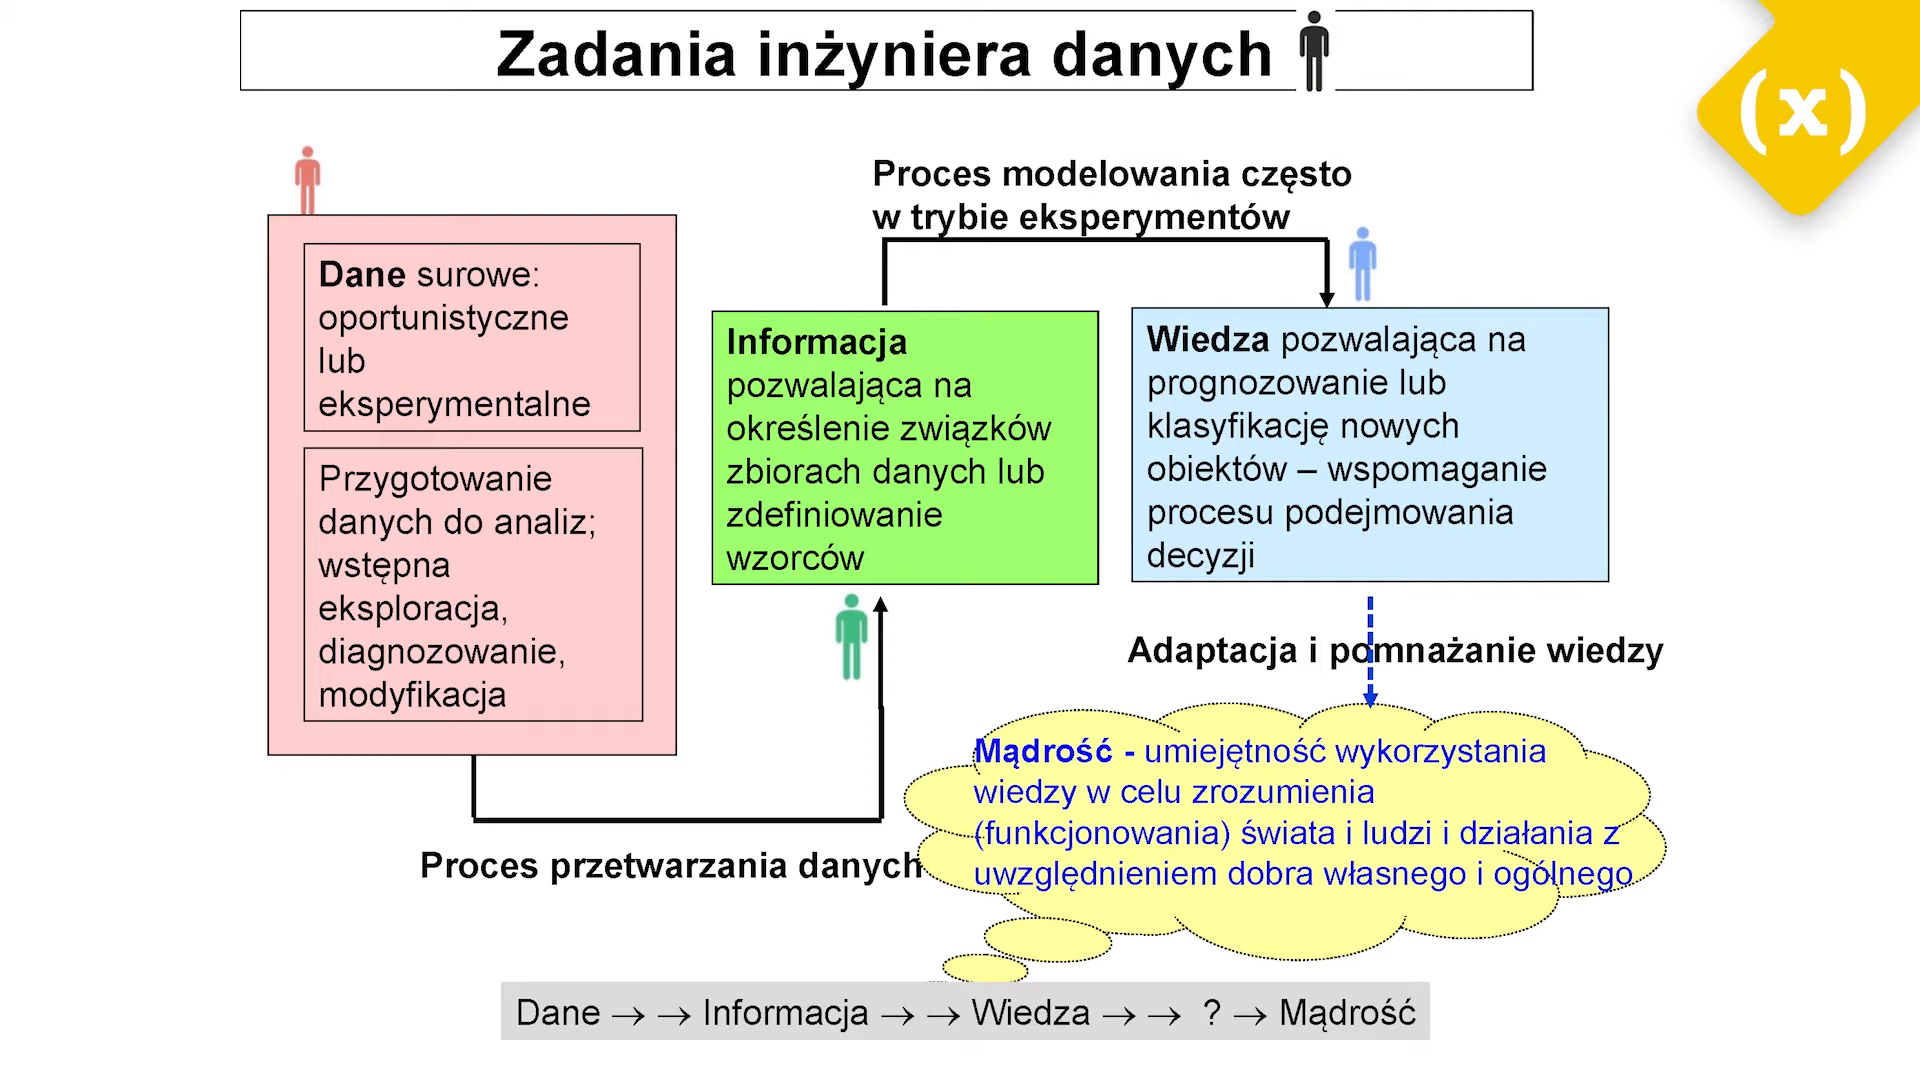 Zadania inżyniera danych
(x)
Proces modelowania często
w trybie eksperymentów
Dane surowe:
oportunistyczne
lub
eksperymentalne
Przygotowanie
danych do analiz;
wstępna
eksploracja,
diagnozowanie,
modyfikacja
Informacja
pozwalająca na
określenie związków
zbiorach danych lub
zdefiniowanie
wzorców
Wiedza pozwalająca na
prognozowanie lub
klasyfikację nowych
obiektów – wspomaganie
procesu podejmowania
decyzji
Adaptacja i pomnażanie wiedzy
Mądrość - umiejętność wykorzystania
wiedzy w celu zrozumienia
(funkcjonowania) świata i ludzi i działania z
uwzględnieniem dobra własnego i ogólnego
Proces przetwarzania danych
Dane → → Informacja → → Wiedza → → ? → Mądrość